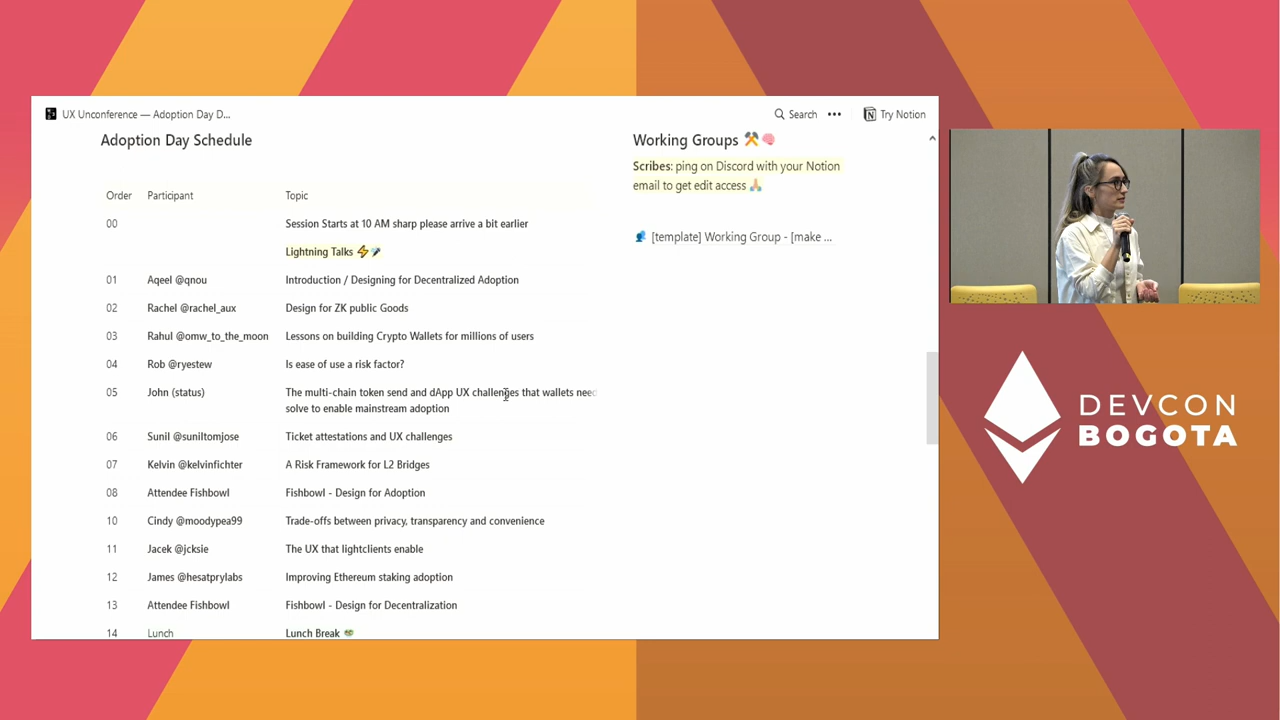 UX Unconference — Adoption Day D...
Search
•••
Try Notion
Adoption Day Schedule
Order Participant Topic
00 Session Starts at 10 AM sharp please arrive a bit earlier
Lightning Talks ⚡🎤
01 Aqeel @qnou Introduction / Designing for Decentralized Adoption
02 Rachel @rachel_aux Design for ZK public Goods
03 Rahul @omw_to_the_moon Lessons on building Crypto Wallets for millions of users
04 Rob @ryestew Is ease of use a risk factor?
05 John (status) The multi-chain token send and dApp UX challenges that wallets need
solve to enable mainstream adoption
06 Sunil @suniltomjose Ticket attestations and UX challenges
07 Kelvin @kelvinfichter A Risk Framework for L2 Bridges
08 Attendee Fishbowl Fishbowl - Design for Adoption
10 Cindy @moodypea99 Trade-offs between privacy, transparency and convenience
11 Jacek @jcksie The UX that lightclients enable
12 James @hesatprylabs Improving Ethereum staking adoption
13 Attendee Fishbowl Fishbowl - Design for Decentralization
14 Lunch Lunch Break 🥗
Working Groups ⚒️🧠
Scribes: ping on Discord with your Notion
email to get edit access 🙏🏼
👥 [template] Working Group - [make ...
DEVCON
BOGOTA